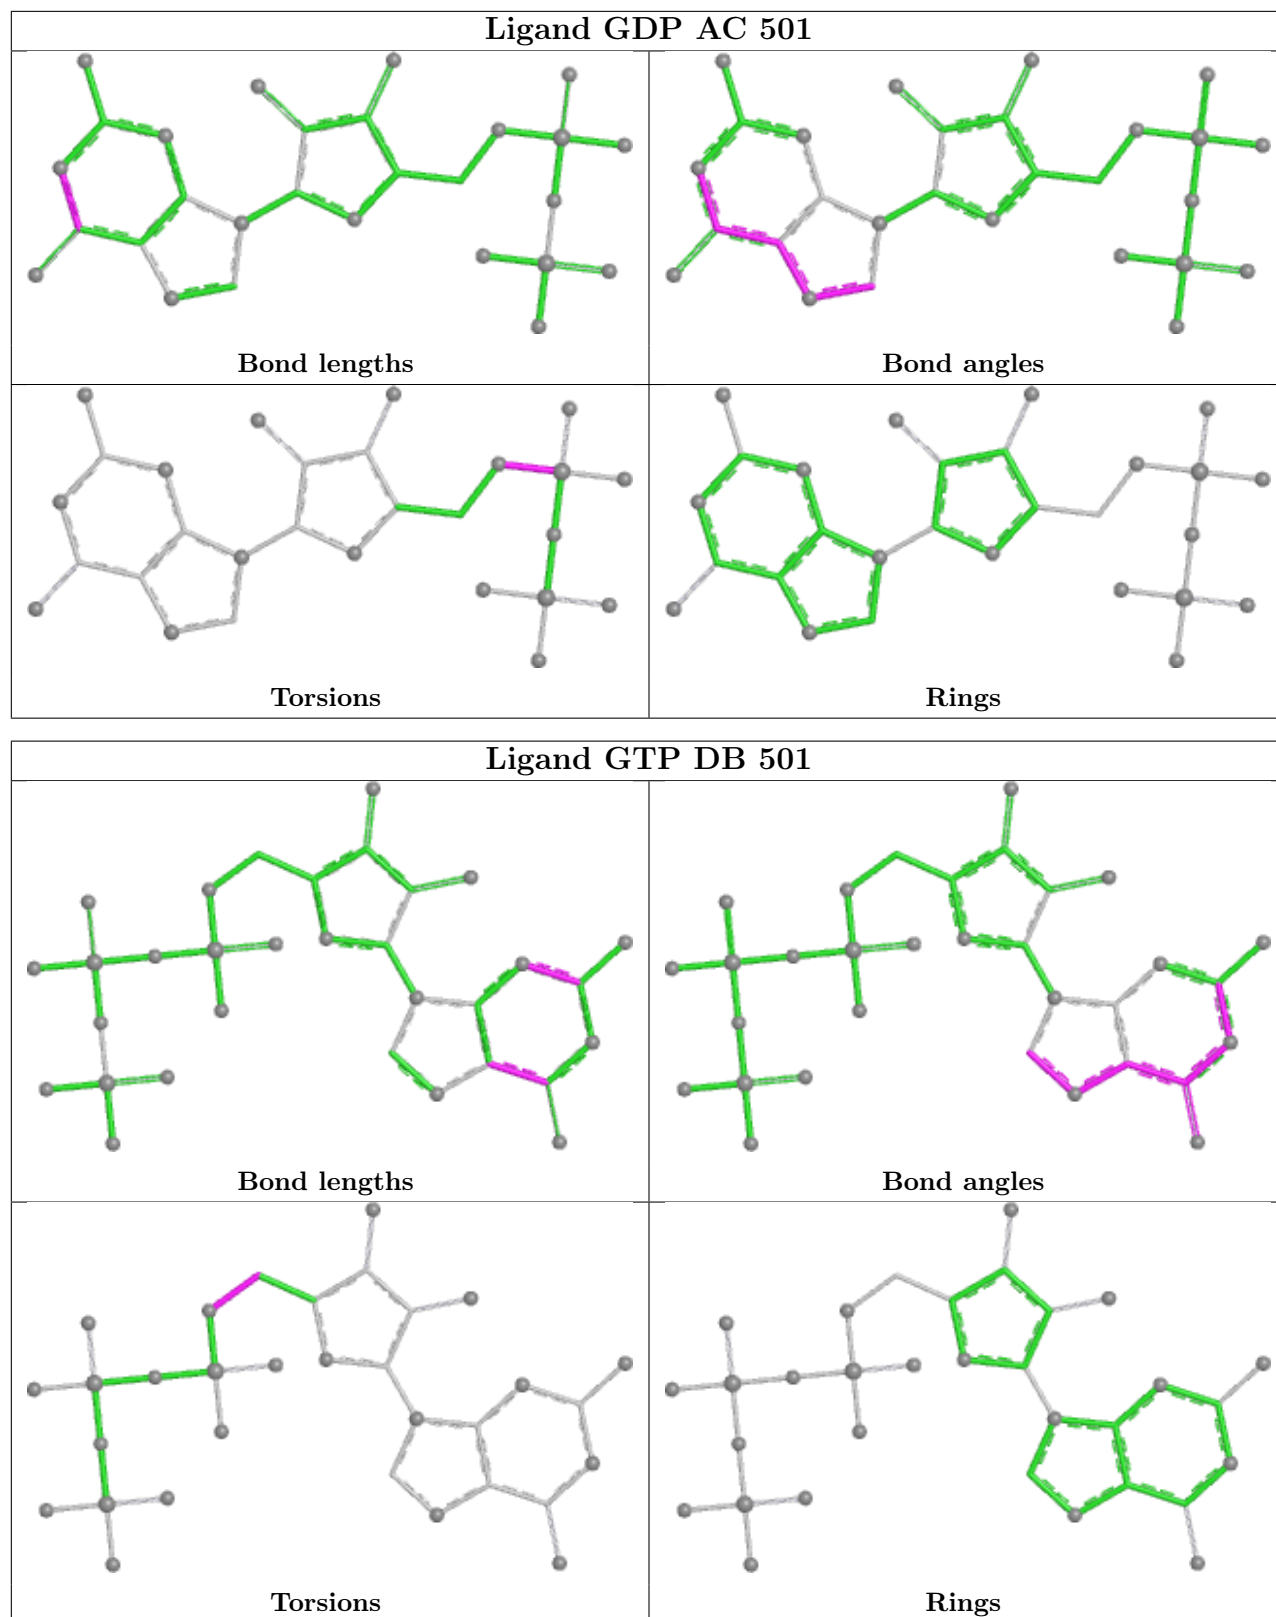 Ligand GDP AC 501
Bond lengths
Bond angles
Torsions
Rings
Ligand GTP DB 501
Bond lengths
Bond angles
Torsions
Rings